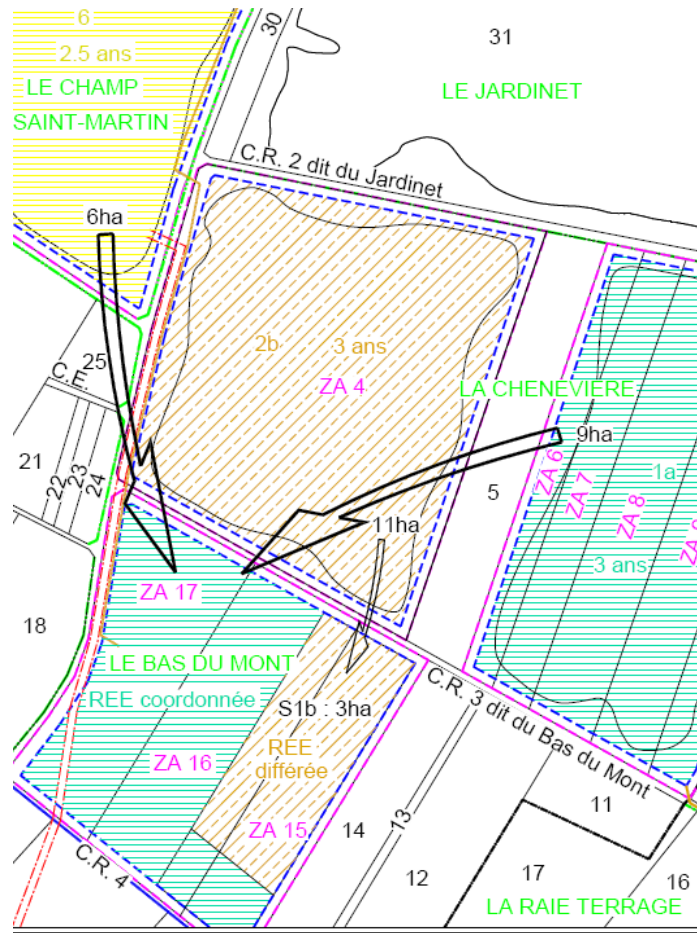 6
2.5 ans
LE CHAMP
SAINT-MARTIN
30
31
LE JARDINET
C.R. 2 dit du Jardinet
6ha
2b
3 ans
ZA 4
25
C.E.
21
22
23
24
LA CHENEVIERE
9ha
5
ZA 6
ZA 7
ZA 8
1a
3 ans
11ha
ZA 17
18
LE BAS DU MONT
REE coordonnée
S1b : 3ha
REE
différée
ZA 16
ZA 15
C.R. 3 dit du Bas du Mont
C.R. 4
14
13
12
11
17
16
LA RAIE TERRAGE